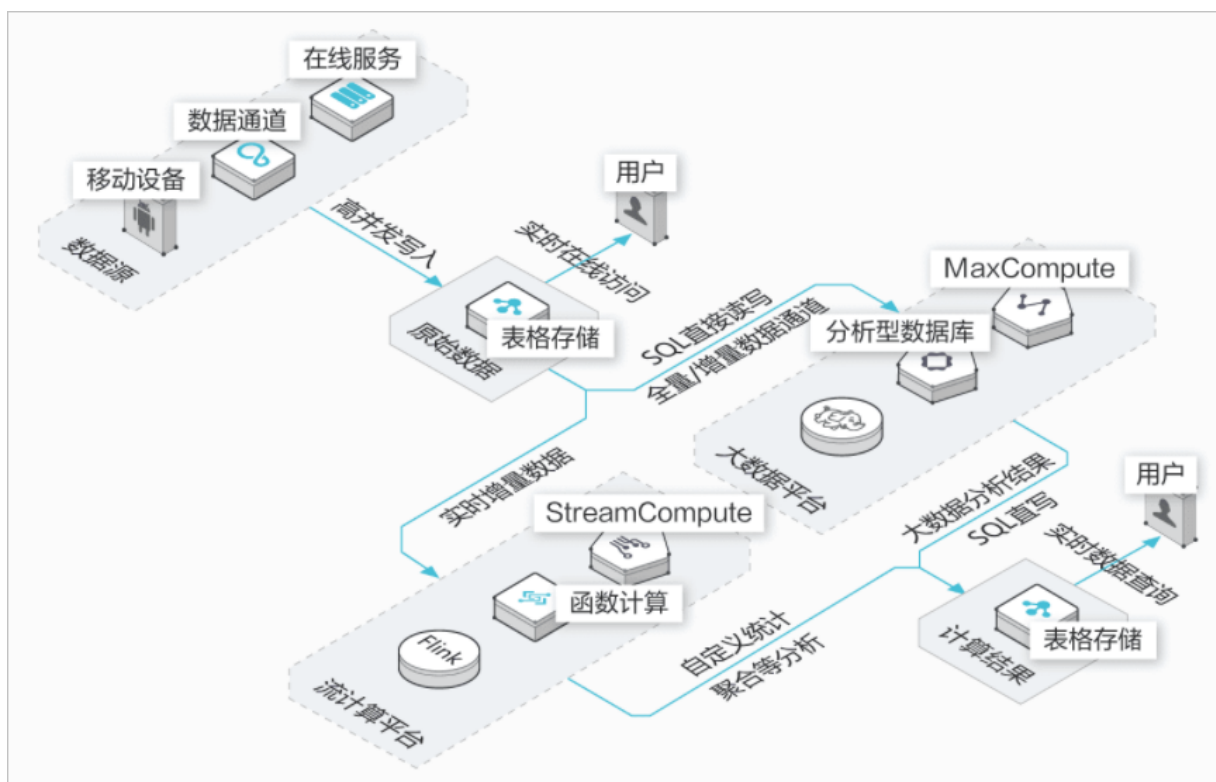 在线服务
数据通道
移动设备
数据源
高并发写入
用户
实时在线访问
表格存储
原始数据
SQL直接读写
全量/增量数据通道
MaxCompute
分析型数据库
大数据平台
实时增量数据
StreamCompute
函数计算
Flink
流计算平台
自定义统计
聚合等分析
大数据分析结果
SQL直写
用户
实时数据查询
表格存储
计算结果